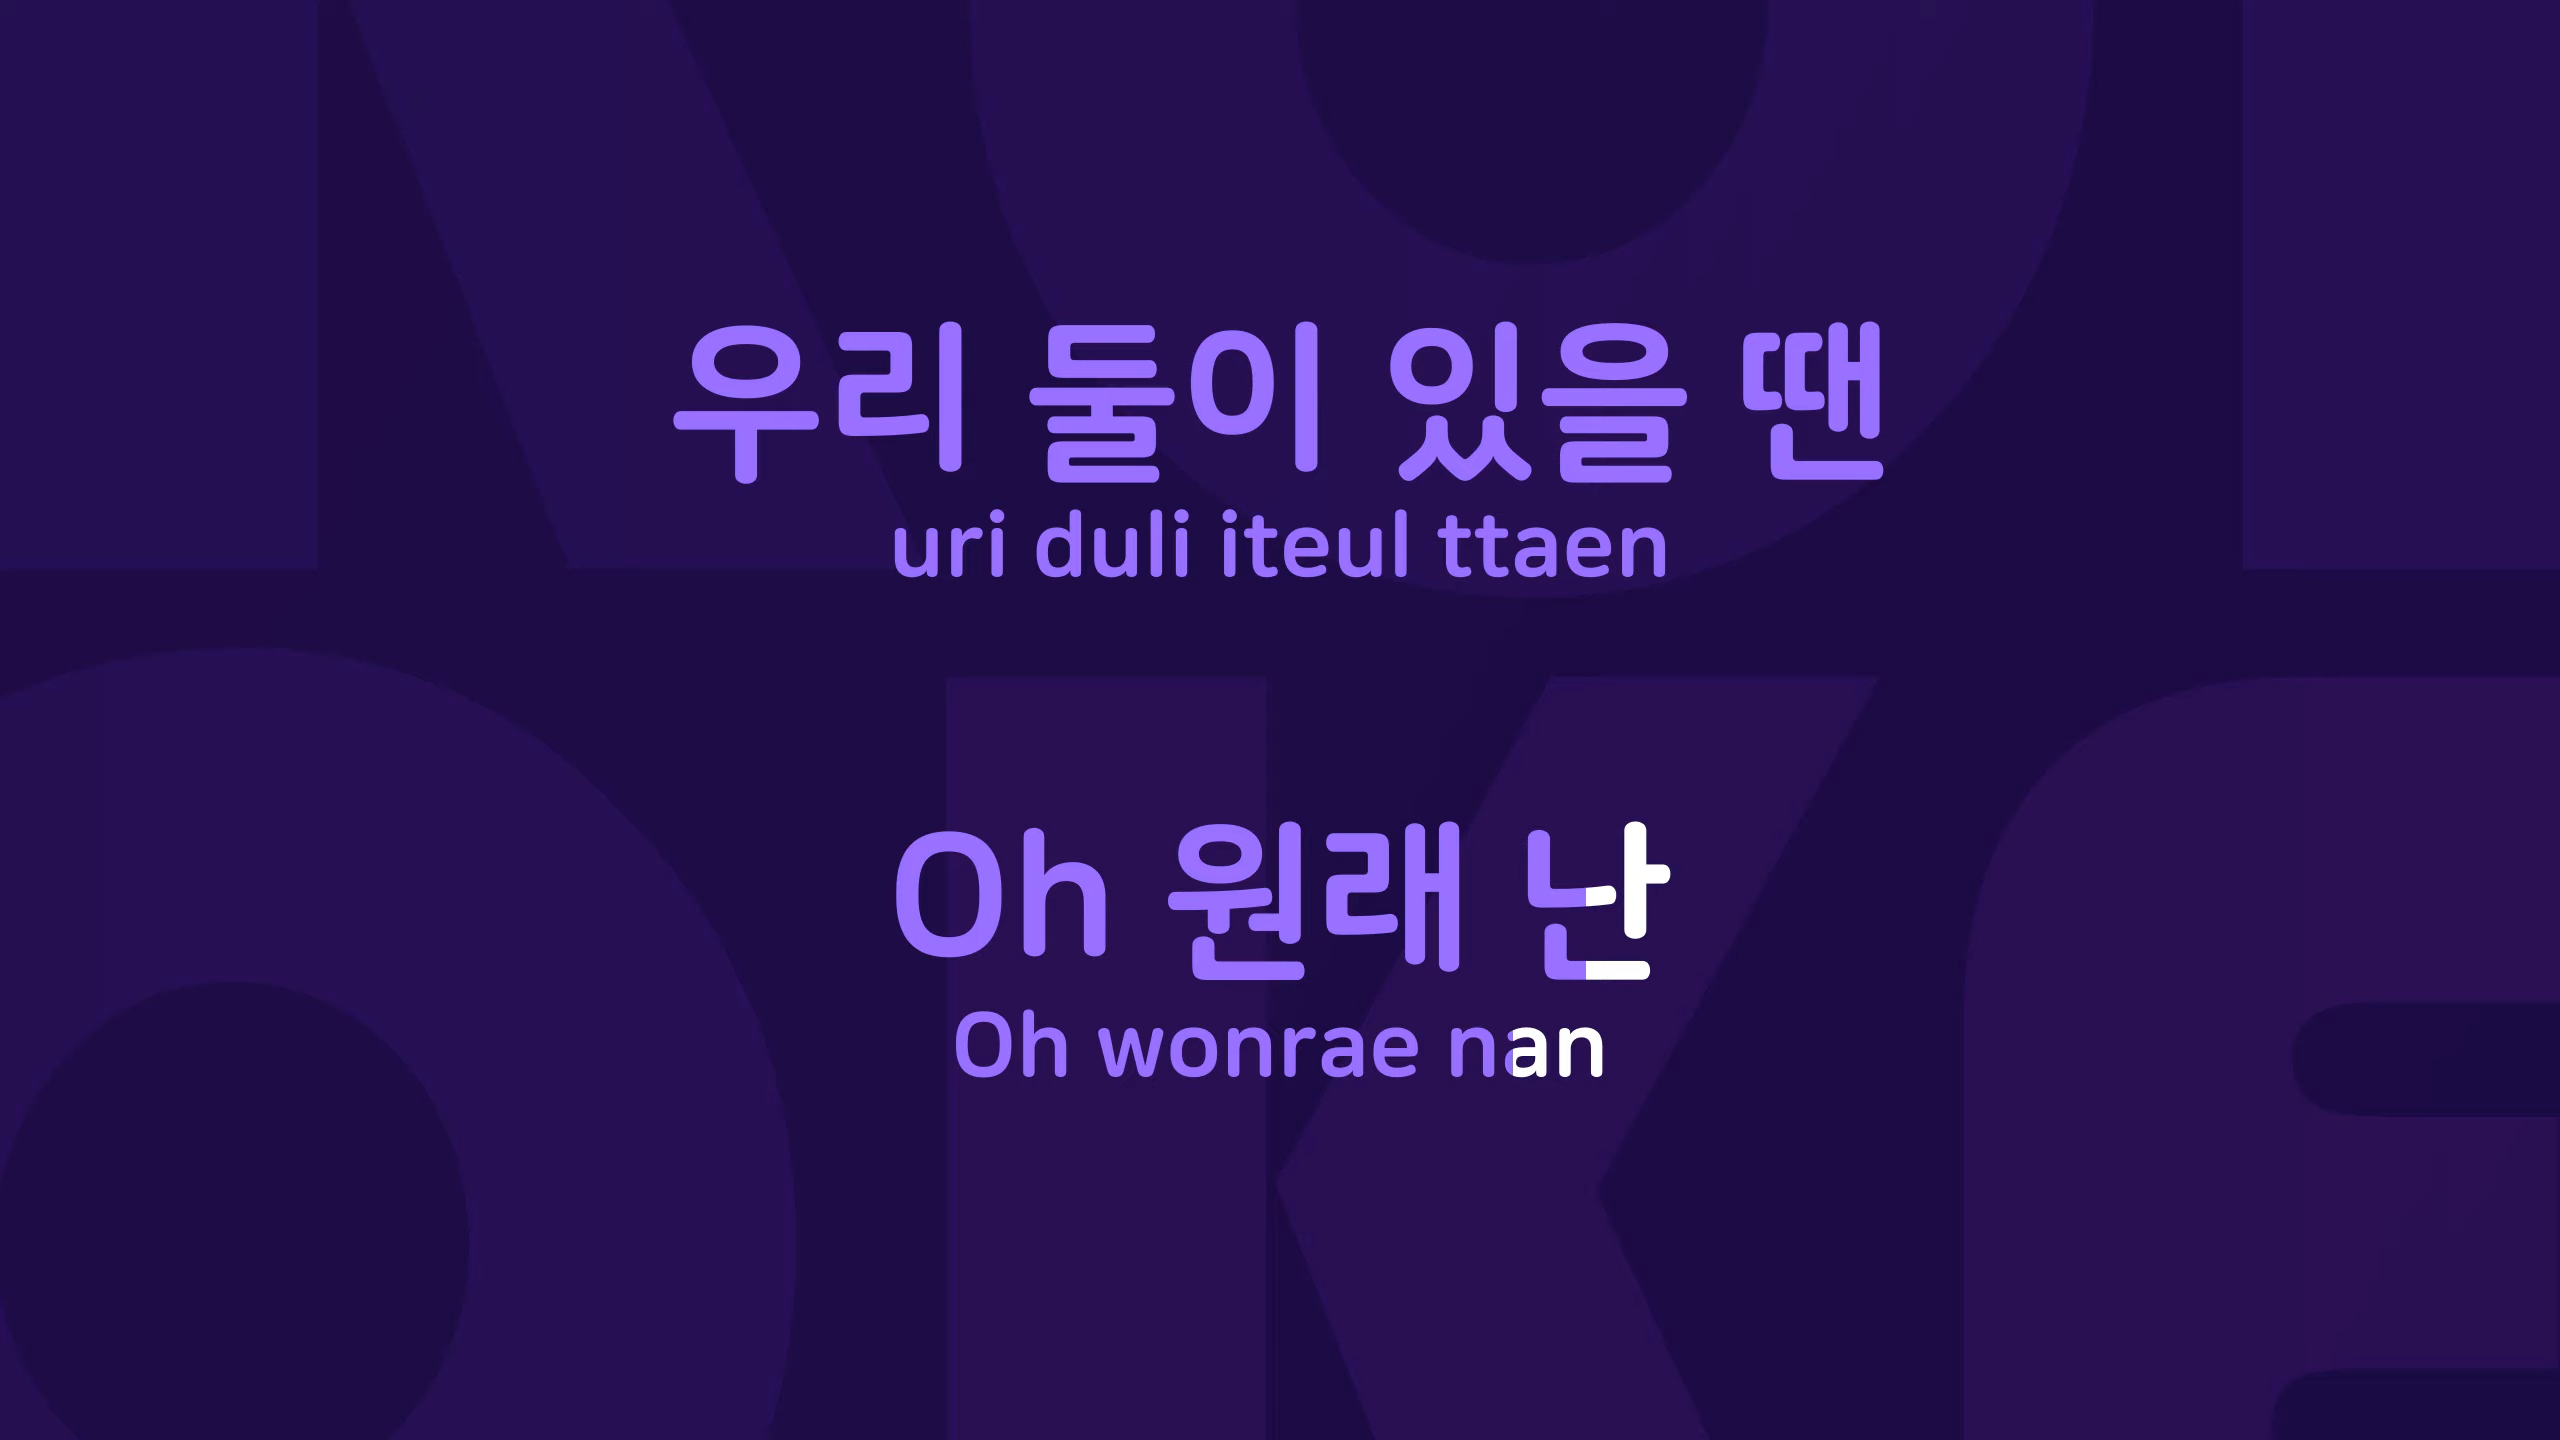 우리 둘이 있을 땐
uri duli iteul ttaen
Oh 원래 난
Oh wonrae nan